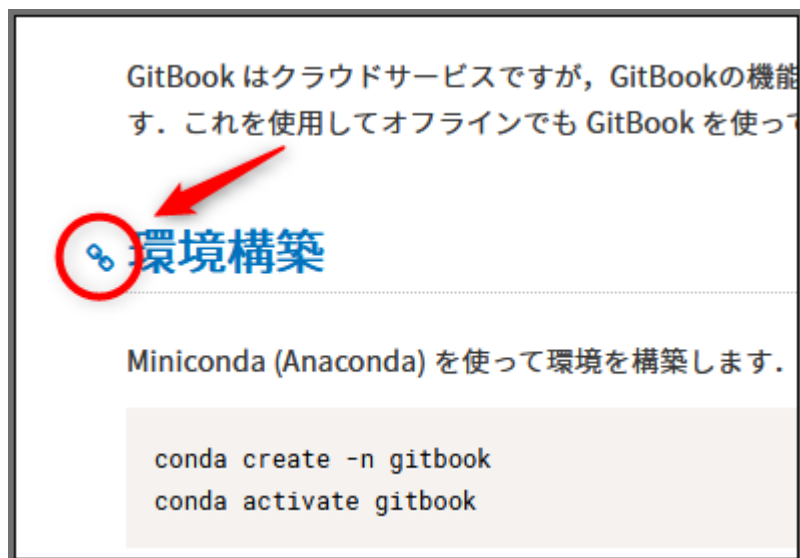 GitBook はクラウドサービスですが，GitBookの機能
す．これを使用してオフラインでも GitBook を使って
環境構築
Miniconda (Anaconda) を使って環境を構築します．
conda create -n gitbook
conda activate gitbook